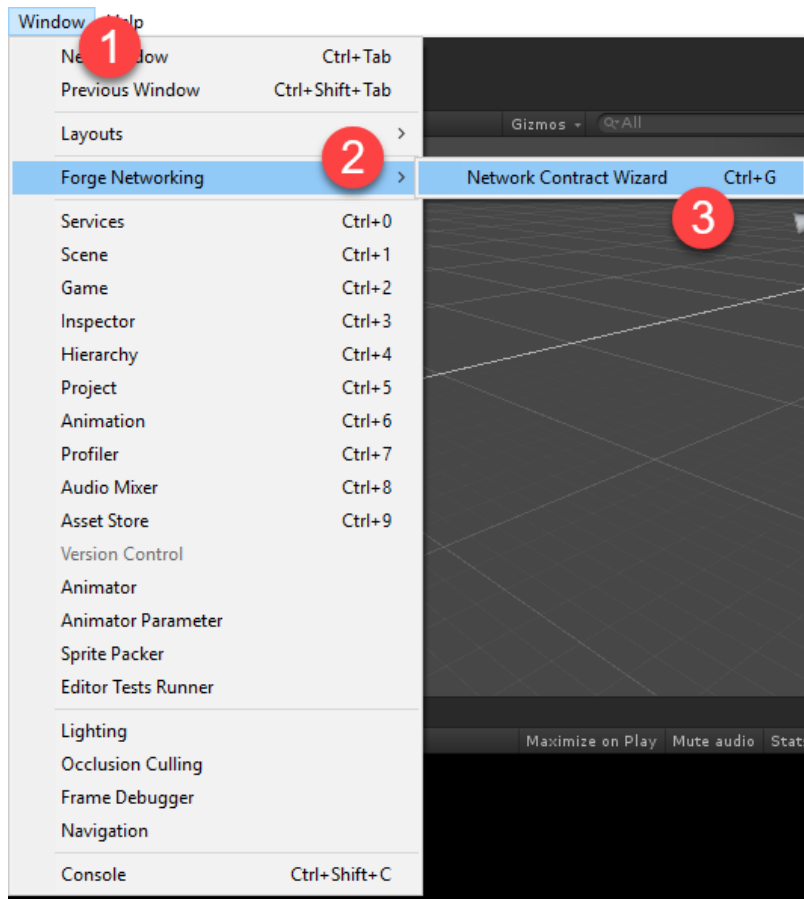 Window
1
Ctrl+Tab
Previous Window Ctrl+Shift+Tab
Layouts
Gizmos
All
2
Forge Networking
Network Contract Wizard Ctrl+G
3
Services Ctrl+0
Scene Ctrl+1
Game Ctrl+2
Inspector Ctrl+3
Hierarchy Ctrl+4
Project Ctrl+5
Animation Ctrl+6
Profiler Ctrl+7
Audio Mixer Ctrl+8
Asset Store Ctrl+9
Version Control
Animator
Animator Parameter
Sprite Packer
Editor Tests Runner
Lighting
Maximize on Play Mute audio Stat
Occlusion Culling
Frame Debugger
Navigation
Console Ctrl+Shift+C